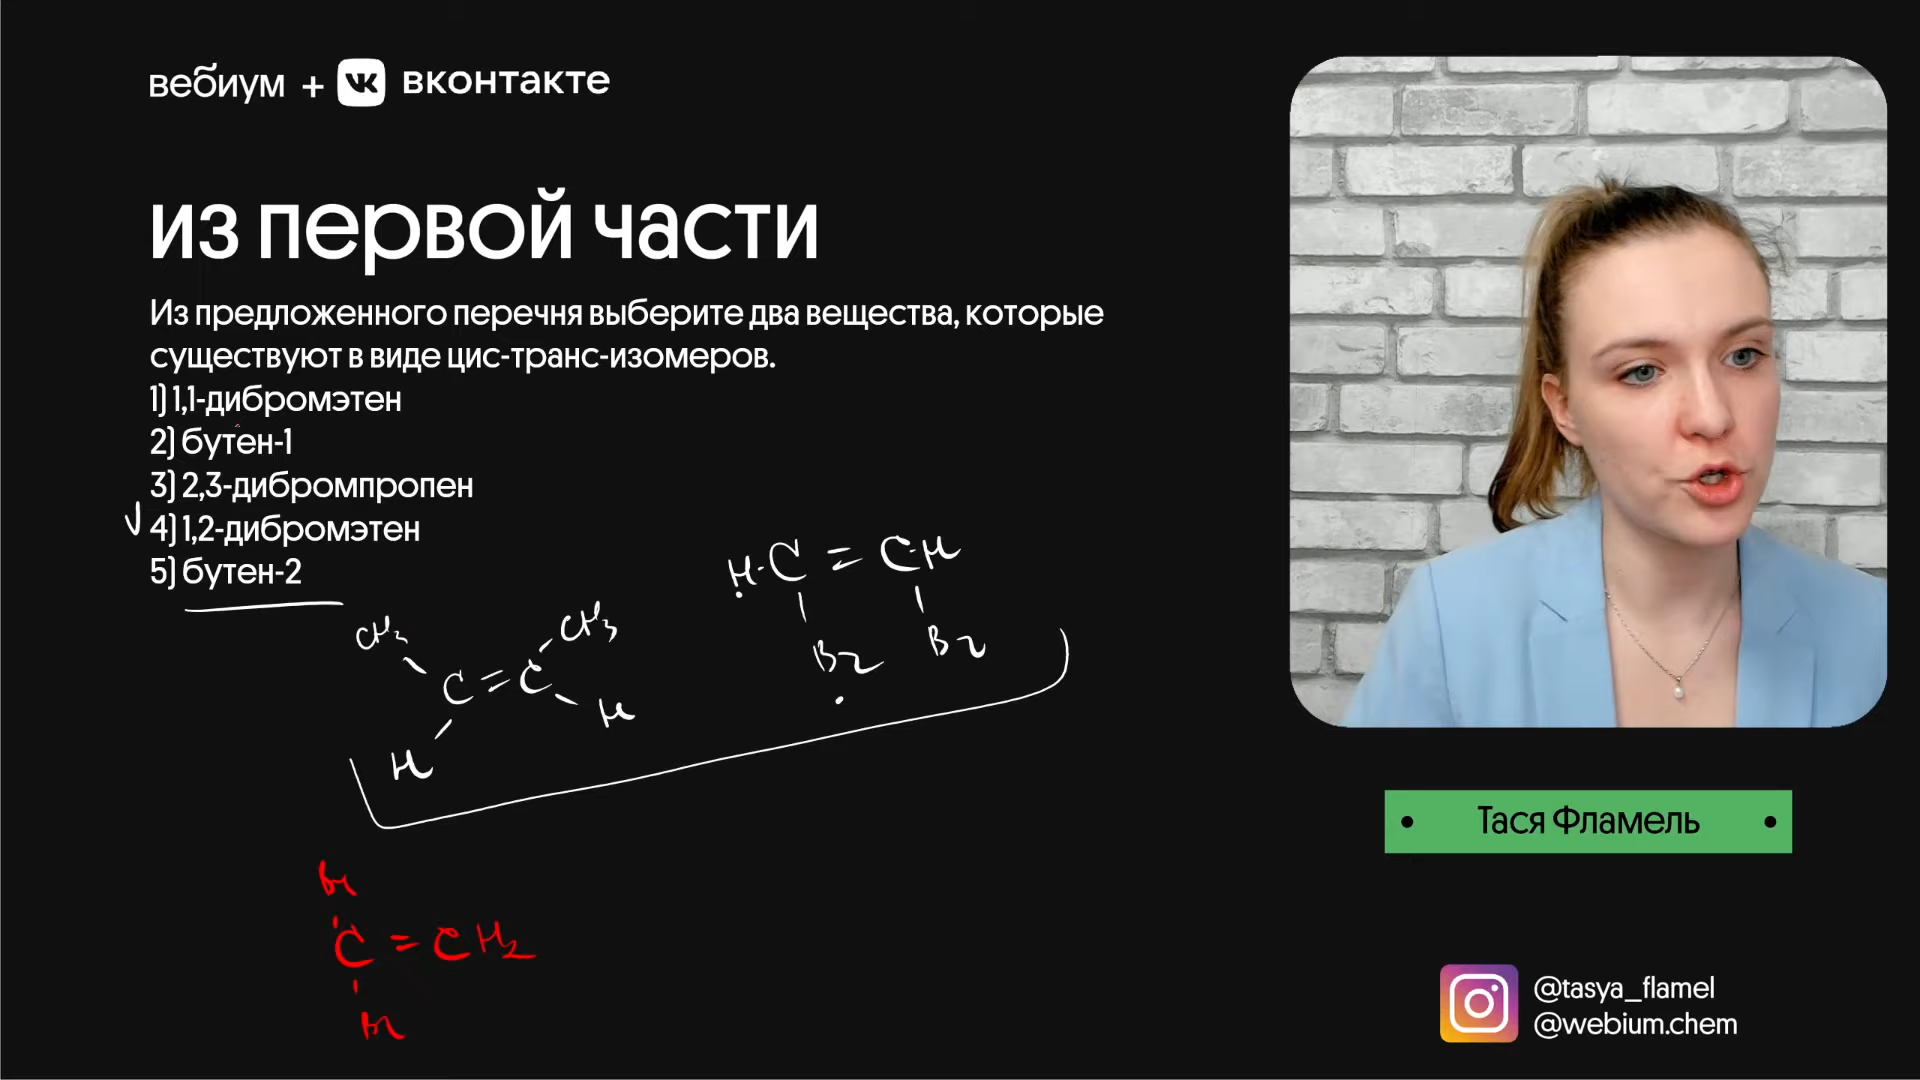 вебиум + вконтакте
из первой части
Из предложенного перечня выберите два вещества, которые
существуют в виде цис-транс-изомеров.
1) 1,1-дибромэтен
2) бутен-1
3) 2,3-дибромпропен
4) 1,2-дибромэтен
5) бутен-2
H-C = C-H
Br Br
CH3 CH3
C=C
H H
Br
C = CH2
Br
Тася Фламель
@tasya_flamel
@webium.chem